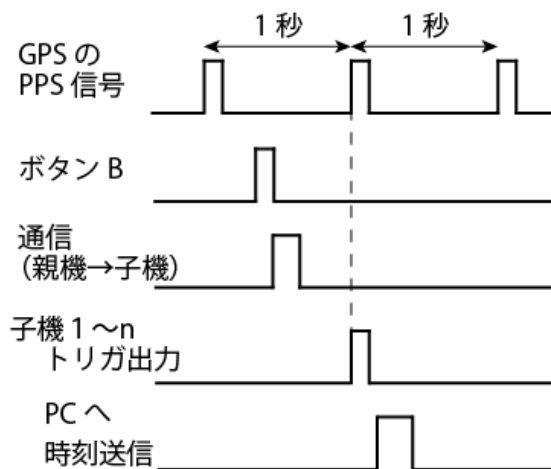 1 秒 1 秒
GPS の
PPS 信号
ボタン B
通信
(親機→子機)
子機 1 〜n
トリガ出力
PC へ
時刻送信